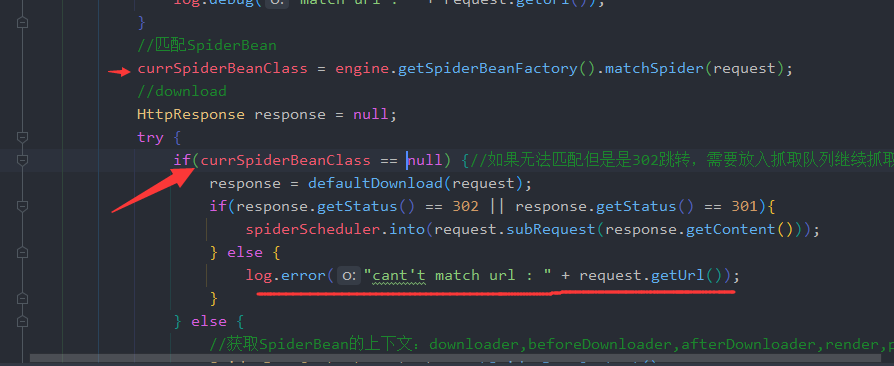 log.debug( o: "match url : " + request.getUrl());
}
//匹配SpiderBean
currSpiderBeanClass = engine.getSpiderBeanFactory().matchSpider(request);
//download
HttpResponse response = null;
try {
if(currSpiderBeanClass == null) {//如果无法匹配但是是302跳转，需要放入抓取队列继续抓取
response = defaultDownload(request);
if(response.getStatus() == 302 || response.getStatus() == 301){
spiderScheduler.into(request.subRequest(response.getContent()));
} else {
log.error( o: "cant't match url : " + request.getUrl());
}
} else {
//获取SpiderBean的上下文：downloader,beforeDownloader,afterDownloader,render,p